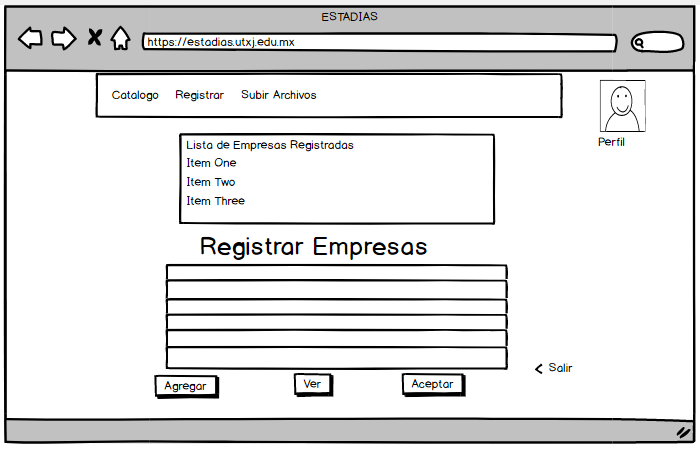 ESTADIAS
https://estadias.utxj.edu.mx
Catalogo Registrar Subir Archivos
Perfil
Lista de Empresas Registradas
Item One
Item Two
Item Three
Registrar Empresas
Salir
Agregar Ver Aceptar